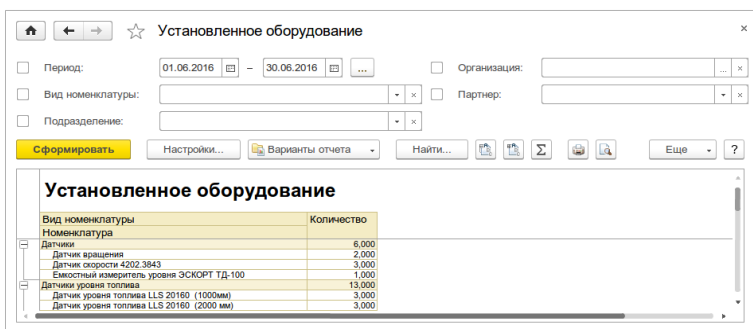 Установленное оборудование
Период: 01.06.2016 – 30.06.2016 ... Организация: ... ×
Вид номенклатуры: × Партнер: ×
Подразделение: ×
Сформировать Настройки... Варианты отчета Найти... Σ Еще ?
Установленное оборудование
Вид номенклатуры Количество
Номенклатура
Датчики 6,000
Датчик вращения 2,000
Датчик скорости 4202.3843 3,000
Емкостный измеритель уровня ЭСКОРТ ТД-100 1,000
Датчики уровня топлива 13,000
Датчик уровня топлива LLS 20160 (1000мм) 3,000
Датчик уровня топлива LLS 20160 (2000 мм) 3,000